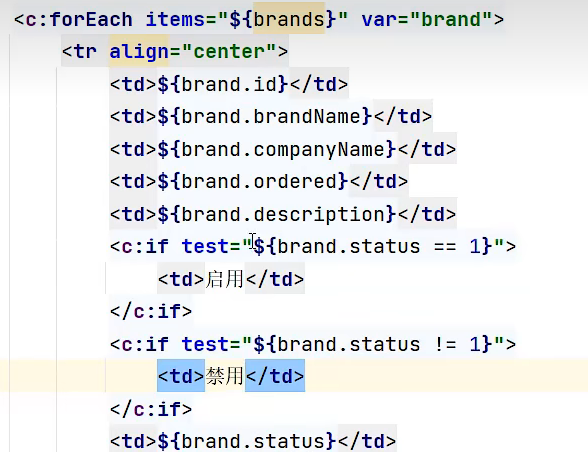 <c:forEach items="${brands}" var="brand">
<tr align="center">
<td>${brand.id}</td>
<td>${brand.brandName}</td>
<td>${brand.companyName}</td>
<td>${brand.ordered}</td>
<td>${brand.description}</td>
<c:if test="${brand.status == 1}">
<td>启用</td>
</c:if>
<c:if test="${brand.status != 1}">
<td>禁用</td>
</c:if>
<td>${brand.status}</td>